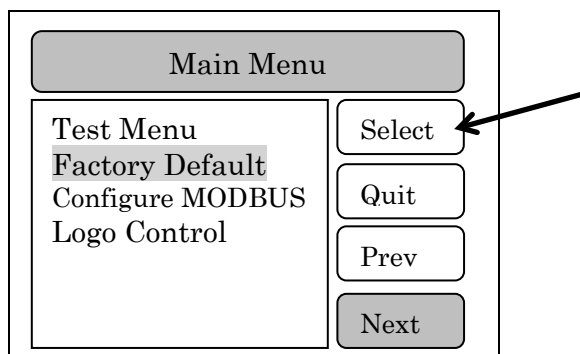 Main Menu
Test Menu
Factory Default
Configure MODBUS
Logo Control
Select
Quit
Prev
Next